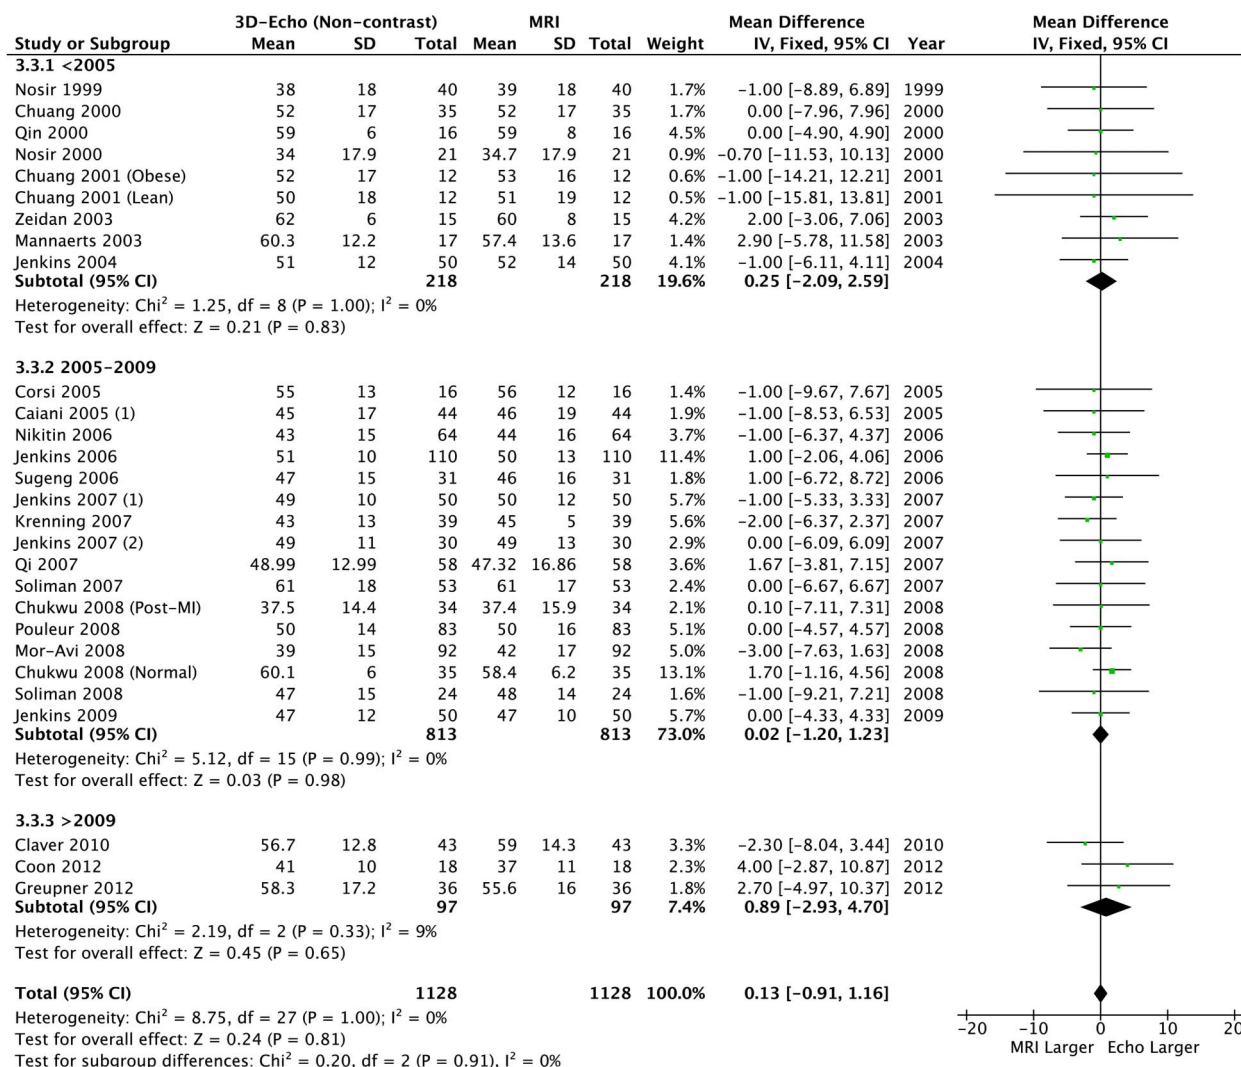 3D-Echo (Non-contrast) MRI Mean Difference Mean Difference
Study or Subgroup Mean SD Total Mean SD Total Weight IV, Fixed, 95% CI Year IV, Fixed, 95% CI
3.3.1 <2005
Nosir 1999 38 18 40 39 18 40 1.7% −1.00 [−8.89, 6.89] 1999
Chuang 2000 52 17 35 52 17 35 1.7% 0.00 [−7.96, 7.96] 2000
Qin 2000 59 6 16 59 8 16 4.5% 0.00 [−4.90, 4.90] 2000
Nosir 2000 34 17.9 21 34.7 17.9 21 0.9% −0.70 [−11.53, 10.13] 2000
Chuang 2001 (Obese) 52 17 12 53 16 12 0.6% −1.00 [−14.21, 12.21] 2001
Chuang 2001 (Lean) 50 18 12 51 19 12 0.5% −1.00 [−15.81, 13.81] 2001
Zeidan 2003 62 6 15 60 8 15 4.2% 2.00 [−3.06, 7.06] 2003
Mannaerts 2003 60.3 12.2 17 57.4 13.6 17 1.4% 2.90 [−5.78, 11.58] 2003
Jenkins 2004 51 12 50 52 14 50 4.1% −1.00 [−6.11, 4.11] 2004
Subtotal (95% CI) 218 218 19.6% 0.25 [−2.09, 2.59]
Heterogeneity: Chi² = 1.25, df = 8 (P = 1.00); I² = 0%
Test for overall effect: Z = 0.21 (P = 0.83)
3.3.2 2005−2009
Corsi 2005 55 13 16 56 12 16 1.4% −1.00 [−9.67, 7.67] 2005
Caiani 2005 (1) 45 17 44 46 19 44 1.9% −1.00 [−8.53, 6.53] 2005
Nikitin 2006 43 15 64 44 16 64 3.7% −1.00 [−6.37, 4.37] 2006
Jenkins 2006 51 10 110 50 13 110 11.4% 1.00 [−2.06, 4.06] 2006
Sugeng 2006 47 15 31 46 16 31 1.8% 1.00 [−6.72, 8.72] 2006
Jenkins 2007 (1) 49 10 50 50 12 50 5.7% −1.00 [−5.33, 3.33] 2007
Krenning 2007 43 13 39 45 5 39 5.6% −2.00 [−6.37, 2.37] 2007
Jenkins 2007 (2) 49 11 30 49 13 30 2.9% 0.00 [−6.09, 6.09] 2007
Qi 2007 48.99 12.99 58 47.32 16.86 58 3.6% 1.67 [−3.81, 7.15] 2007
Soliman 2007 61 18 53 61 17 53 2.4% 0.00 [−6.67, 6.67] 2007
Chukwu 2008 (Post−MI) 37.5 14.4 34 37.4 15.9 34 2.1% 0.10 [−7.11, 7.31] 2008
Pouleur 2008 50 14 83 50 16 83 5.1% 0.00 [−4.57, 4.57] 2008
Mor−Avi 2008 39 15 92 42 17 92 5.0% −3.00 [−7.63, 1.63] 2008
Chukwu 2008 (Normal) 60.1 6 35 58.4 6.2 35 13.1% 1.70 [−1.16, 4.56] 2008
Soliman 2008 47 15 24 48 14 24 1.6% −1.00 [−9.21, 7.21] 2008
Jenkins 2009 47 12 50 47 10 50 5.7% 0.00 [−4.33, 4.33] 2009
Subtotal (95% CI) 813 813 73.0% 0.02 [−1.20, 1.23]
Heterogeneity: Chi² = 5.12, df = 15 (P = 0.99); I² = 0%
Test for overall effect: Z = 0.03 (P = 0.98)
3.3.3 >2009
Claver 2010 56.7 12.8 43 59 14.3 43 3.3% −2.30 [−8.04, 3.44] 2010
Coon 2012 41 10 18 37 11 18 2.3% 4.00 [−2.87, 10.87] 2012
Greupner 2012 58.3 17.2 36 55.6 16 36 1.8% 2.70 [−4.97, 10.37] 2012
Subtotal (95% CI) 97 97 7.4% 0.89 [−2.93, 4.70]
Heterogeneity: Chi² = 2.19, df = 2 (P = 0.33); I² = 9%
Test for overall effect: Z = 0.45 (P = 0.65)
Total (95% CI) 1128 1128 100.0% 0.13 [−0.91, 1.16]
Heterogeneity: Chi² = 8.75, df = 27 (P = 1.00); I² = 0%
Test for overall effect: Z = 0.24 (P = 0.81)
Test for subgroup differences: Chi² = 0.20, df = 2 (P = 0.91), I² = 0%
−20 −10 0 10 20
MRI Larger Echo Larger